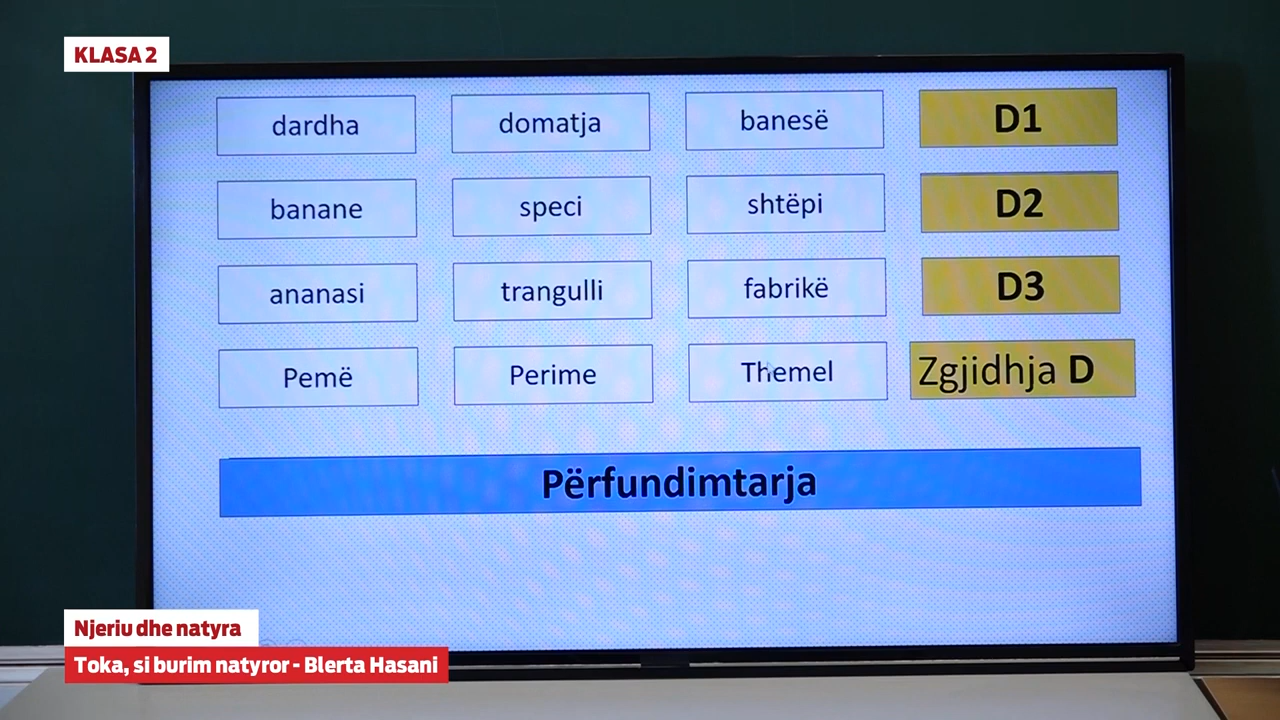 KLASA 2
dardha domatja banesë D1
banane speci shtëpi D2
ananasi trangulli fabrikë D3
Pemë Perime Themel Zgjidhja D
Përfundimtarja
Njeriu dhe natyra
Toka, si burim natyror - Blerta Hasani